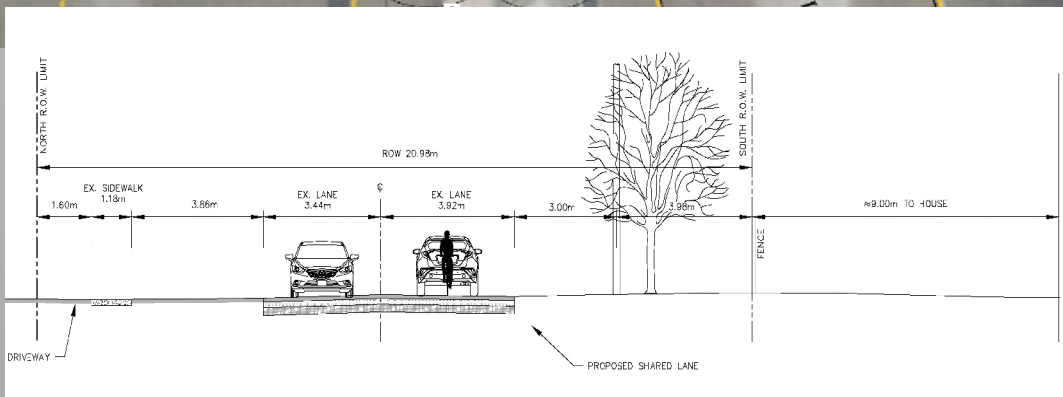 NORTH R.O.W. LIMIT
SOUTH R.O.W. LIMIT
ROW 20.98m
EX. SIDEWALK
1.18m
EX. LANE
3.44m
℄
EX. LANE
3.92m
1.60m
3.86m
3.00m
3.98m
≈9.00m TO HOUSE
FENCE
DRIVEWAY
PROPOSED SHARED LANE